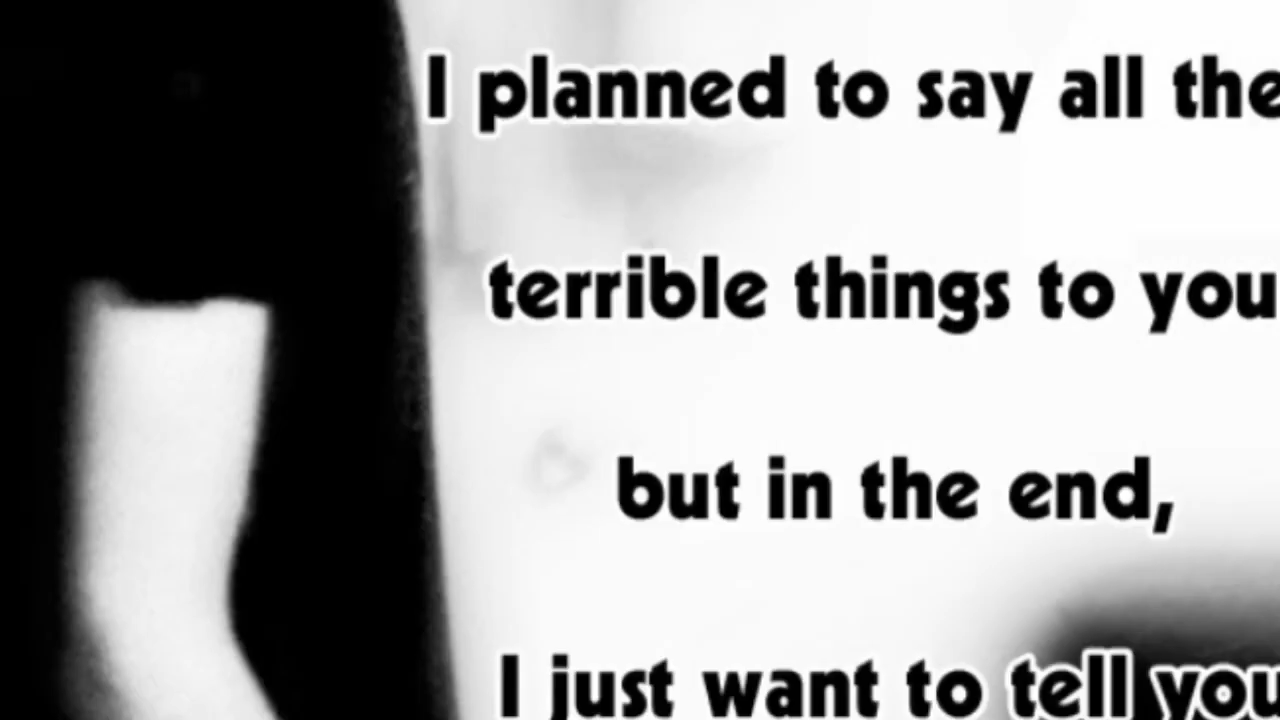 I planned to say all the
terrible things to you
but in the end,
I just want to tell you